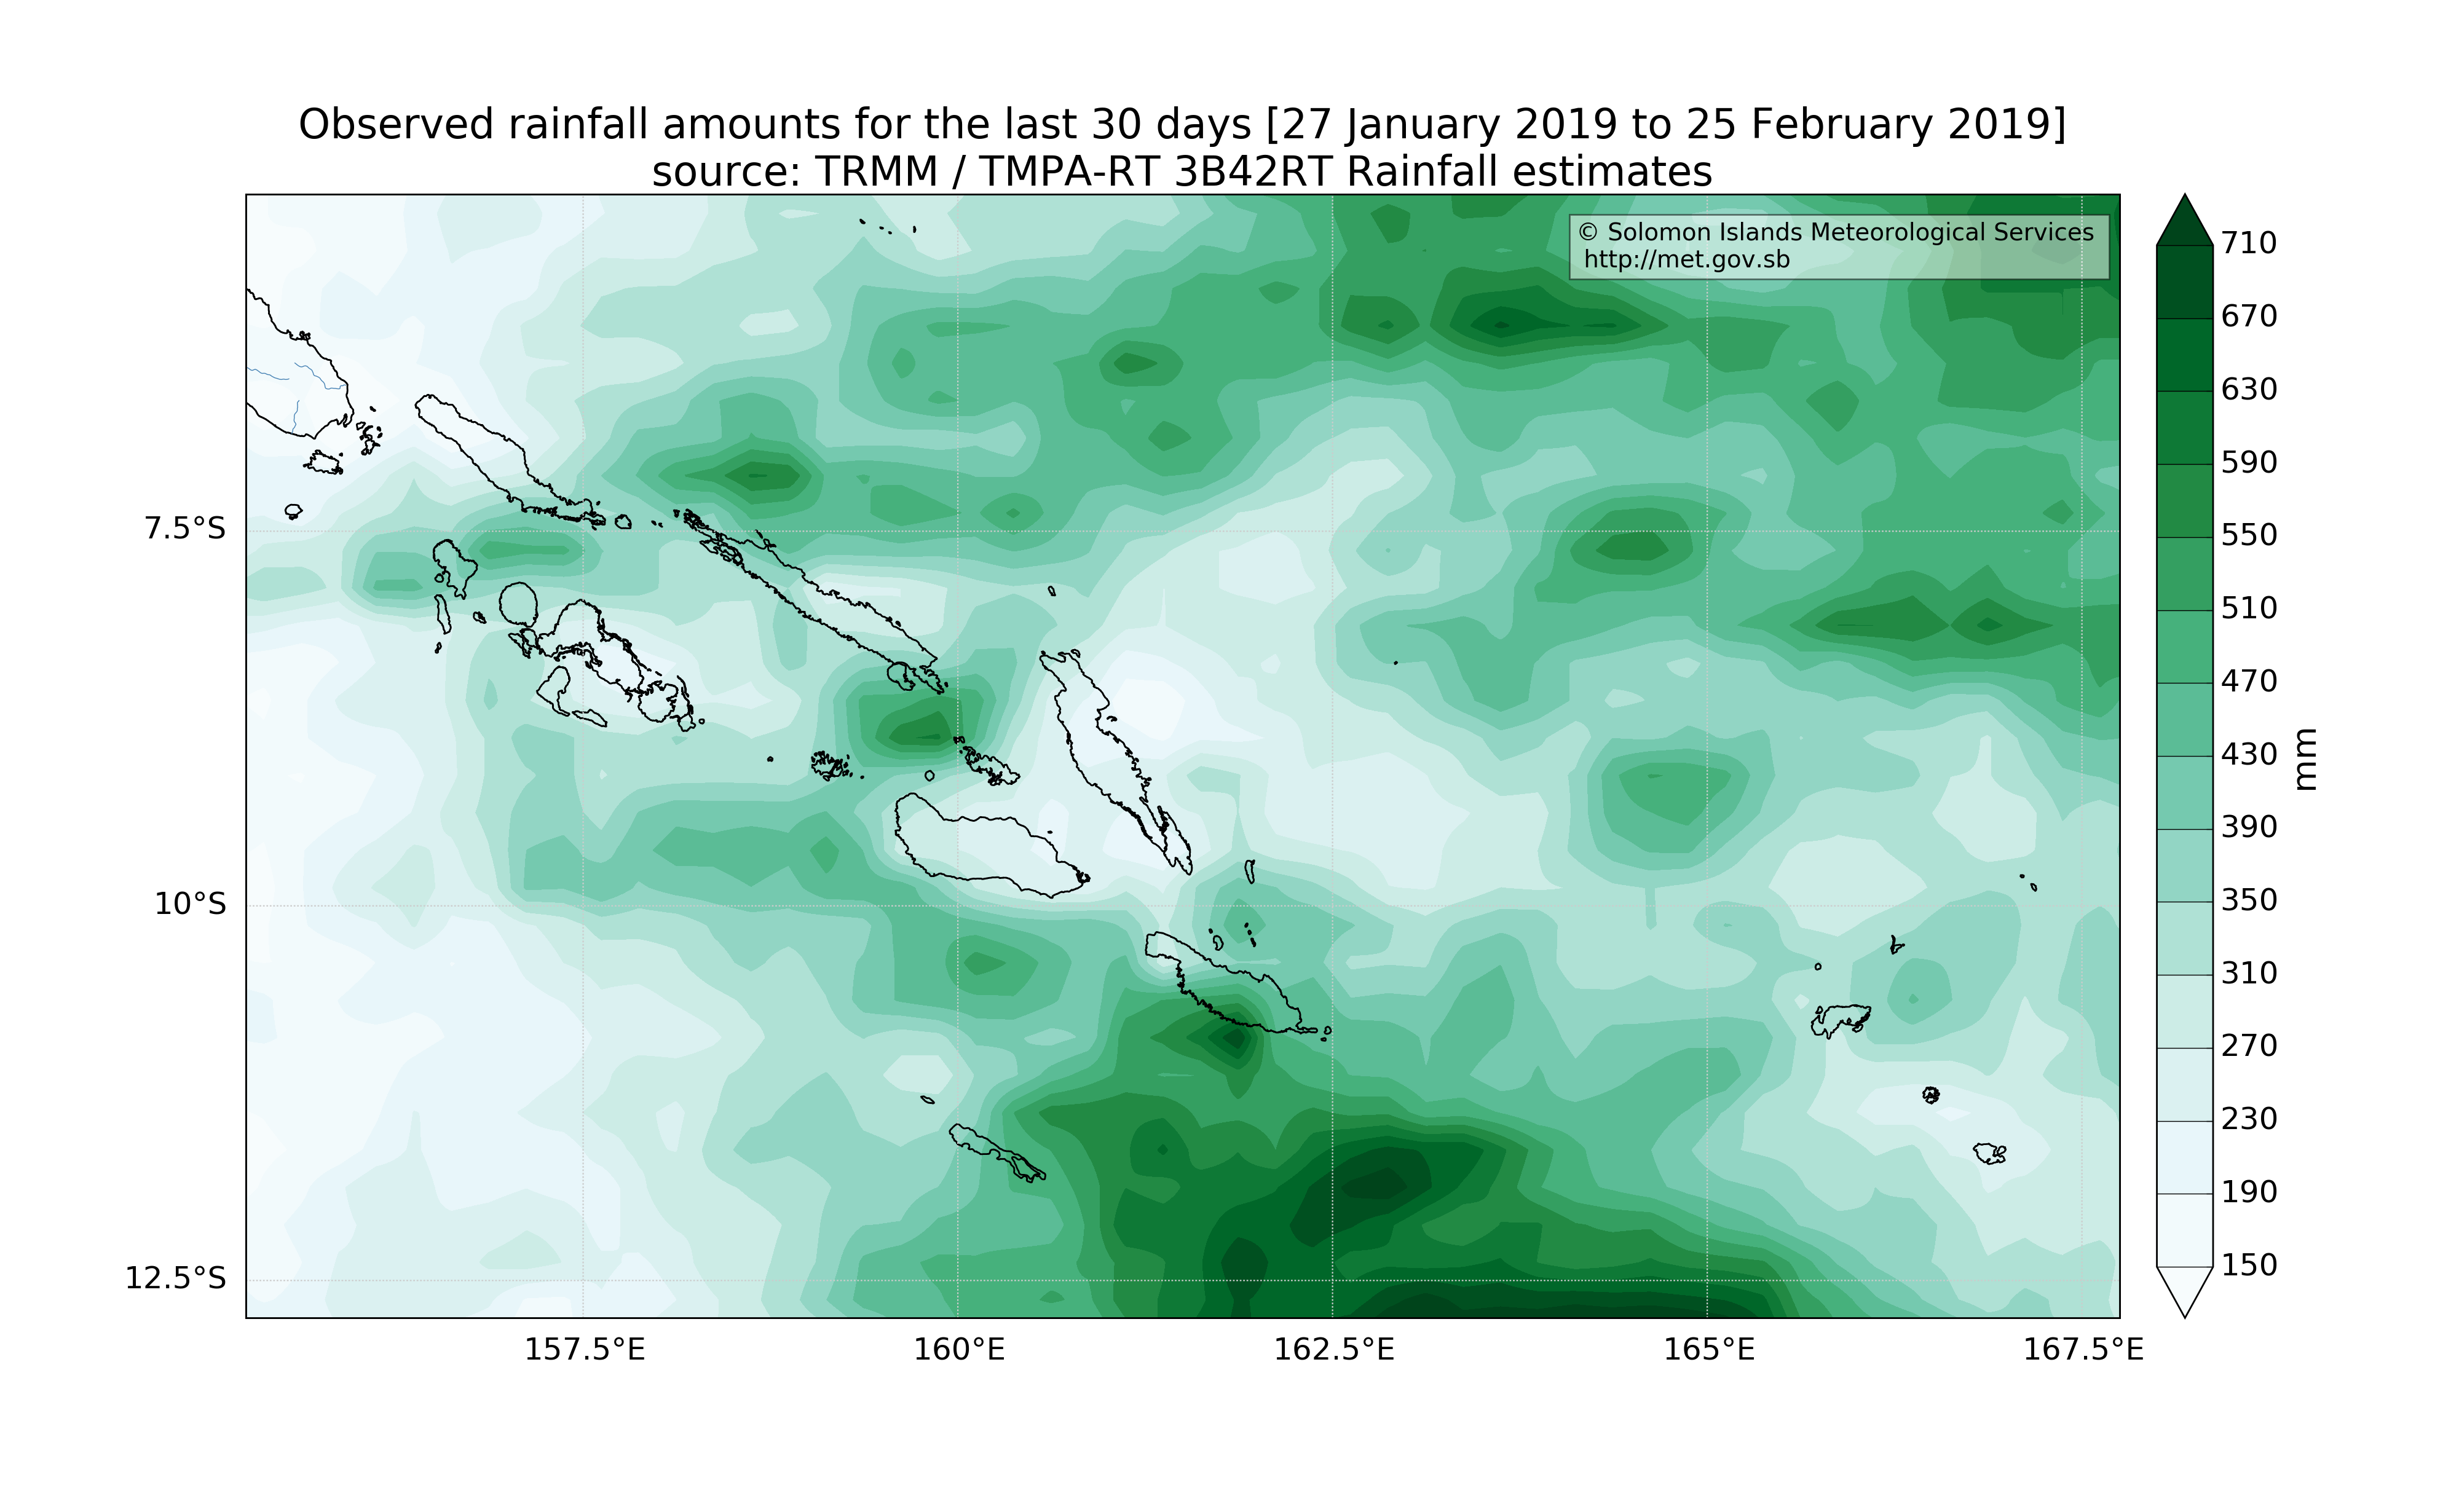 Observed rainfall amounts for the last 30 days [27 January 2019 to 25 February 2019]
source: TRMM / TMPA-RT 3B42RT Rainfall estimates
© Solomon Islands Meteorological Services
http://met.gov.sb
7.5°S
10°S
12.5°S
157.5°E
160°E
162.5°E
165°E
167.5°E
710
670
630
590
550
510
470
430
390
350
310
270
230
190
150
mm